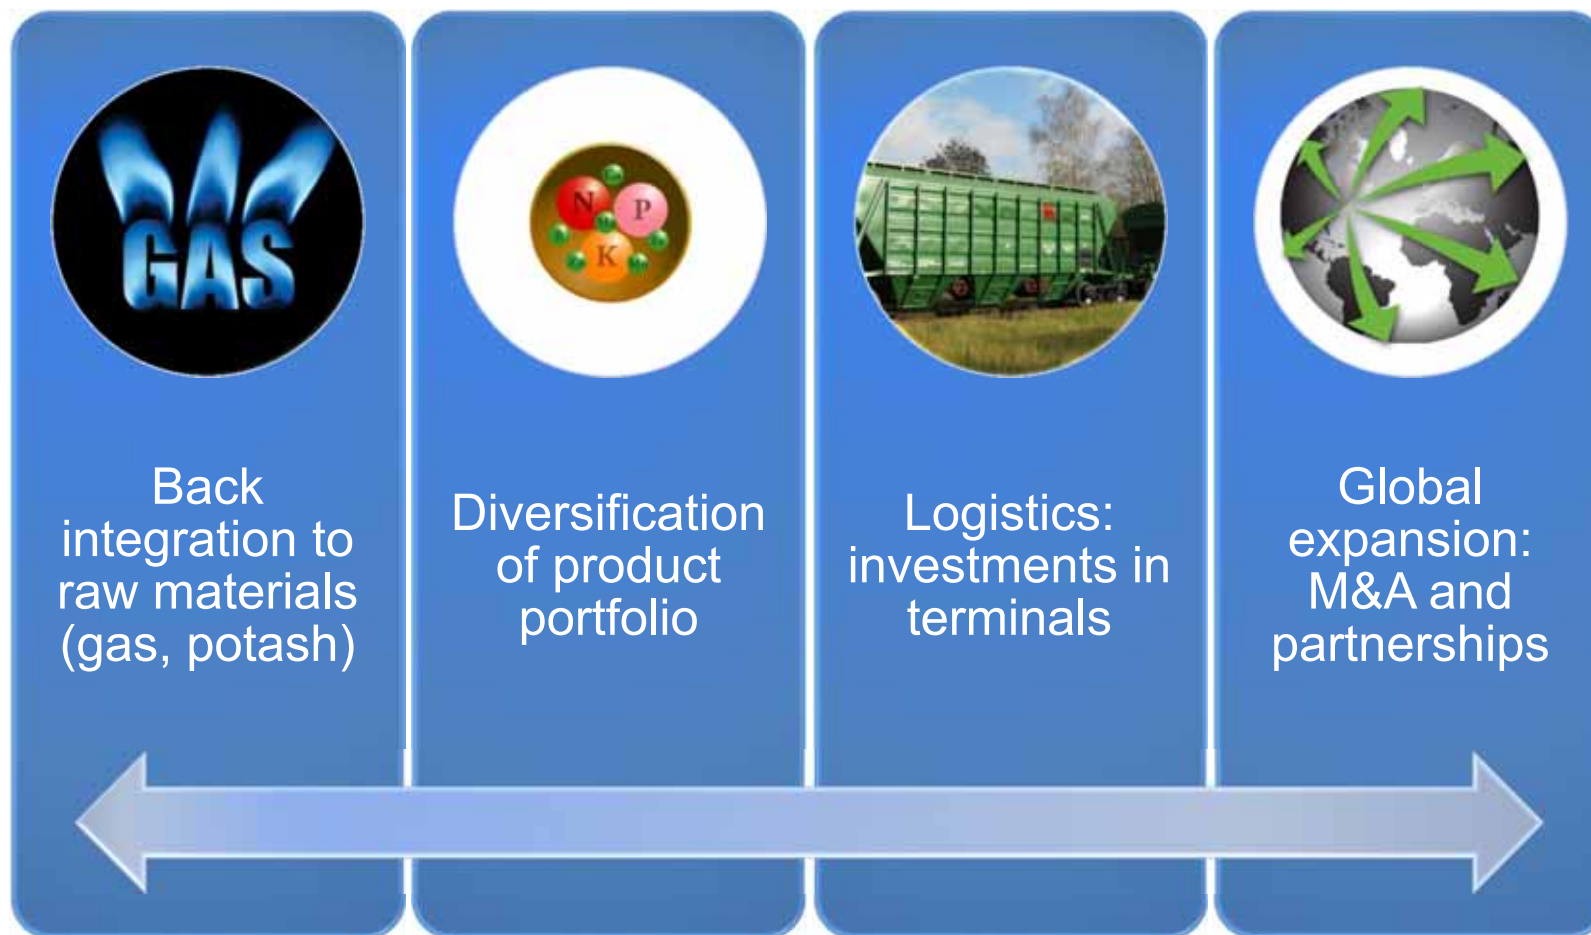 GAS
N
P
K
Back
integration to
raw materials
(gas, potash)
Diversification
of product
portfolio
Logistics:
investments in
terminals
Global
expansion:
M&A and
partnerships